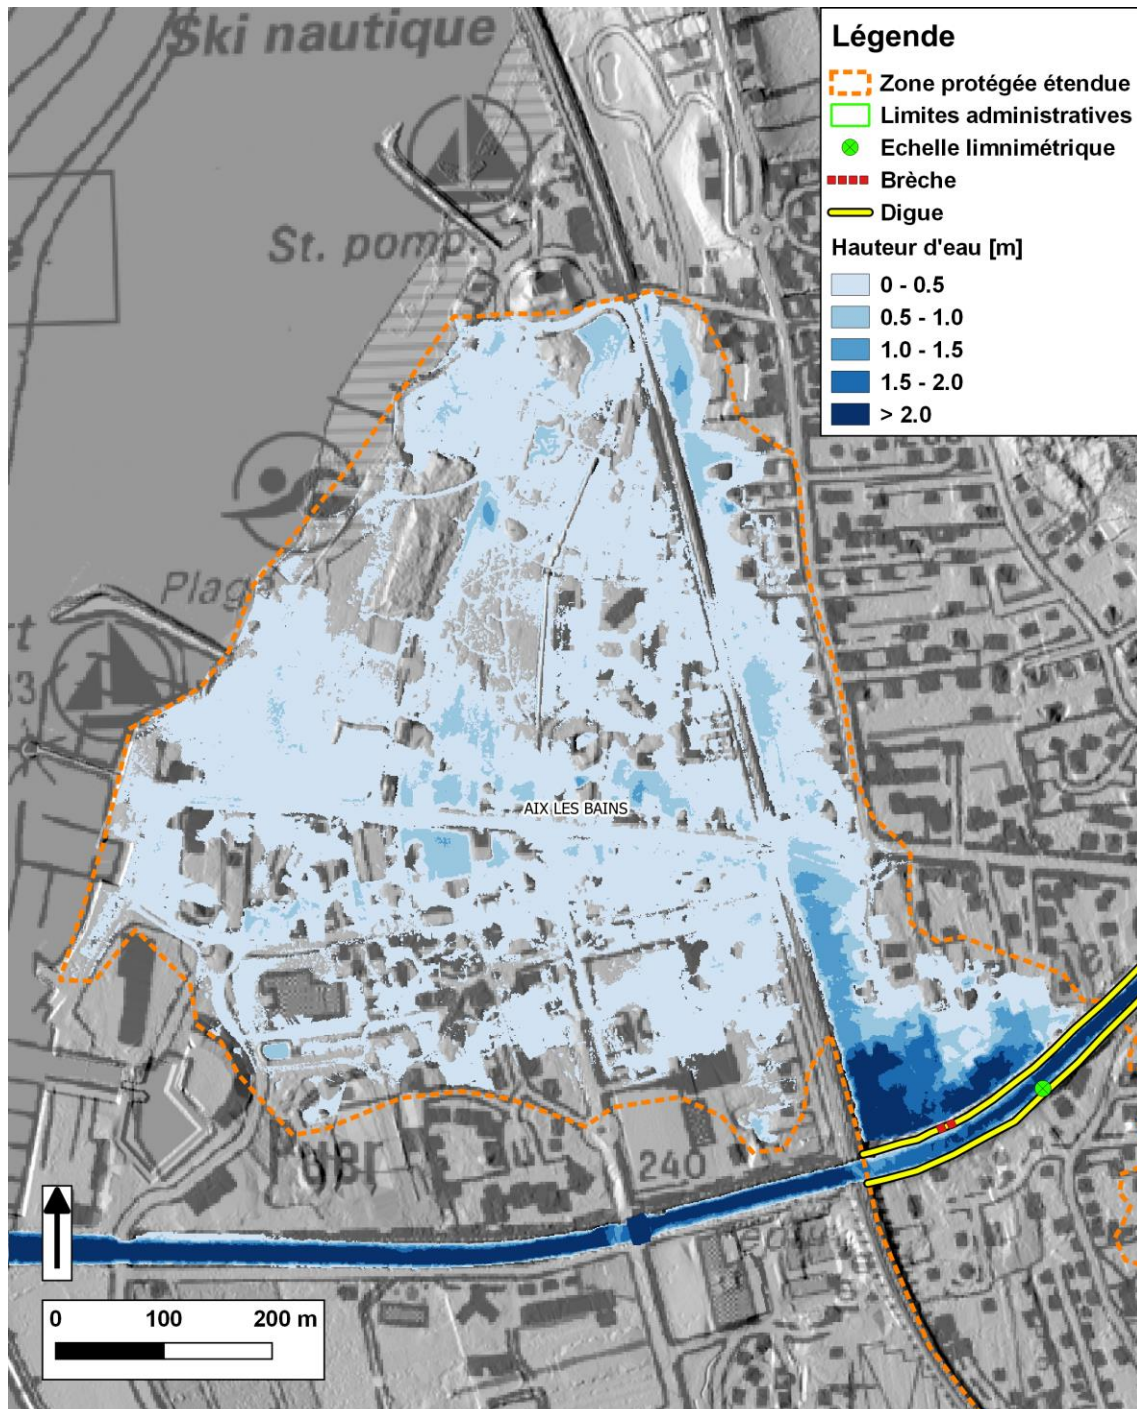 Ski nautique
St. pomp.
Plage
AIX LES BAINS
Port
240
0 100 200 m
Légende
Zone protégée étendue
Limites administratives
Echelle limnimétrique
Brèche
Digue
Hauteur d'eau [m]
0 - 0.5
0.5 - 1.0
1.0 - 1.5
1.5 - 2.0
> 2.0